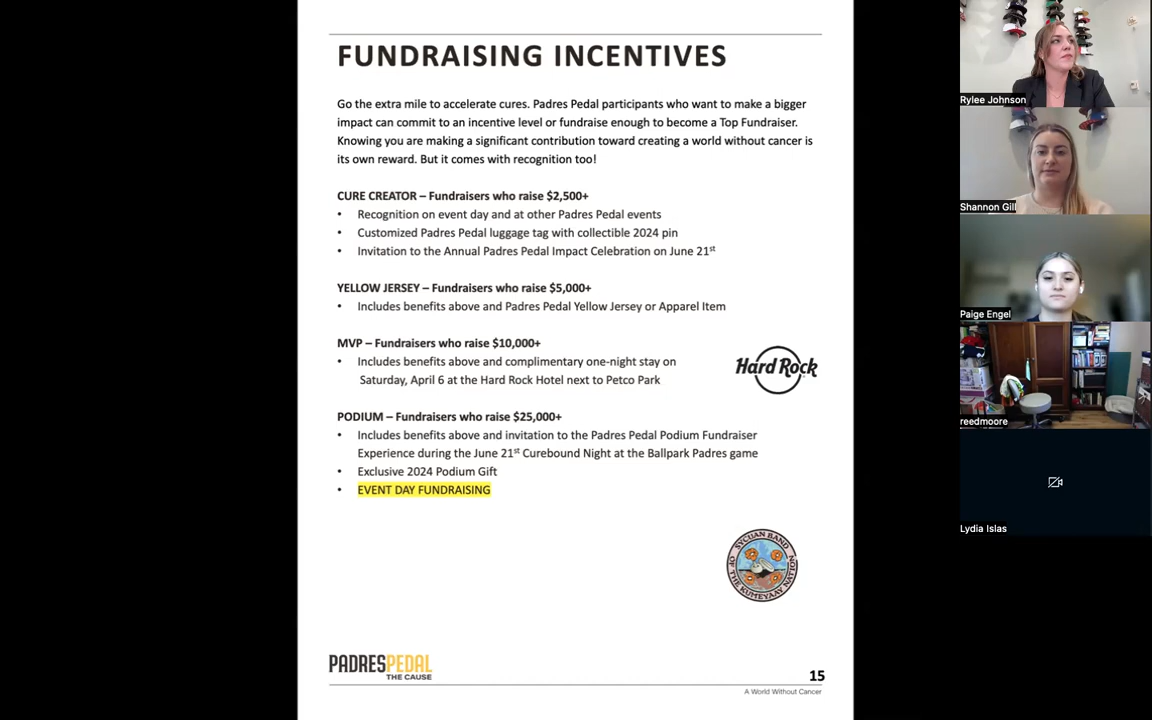 FUNDRAISING INCENTIVES
Go the extra mile to accelerate cures. Padres Pedal participants who want to make a bigger
impact can commit to an incentive level or fundraise enough to become a Top Fundraiser.
Knowing you are making a significant contribution toward creating a world without cancer is
its own reward. But it comes with recognition too!
CURE CREATOR – Fundraisers who raise $2,500+
• Recognition on event day and at other Padres Pedal events
• Customized Padres Pedal luggage tag with collectible 2024 pin
• Invitation to the Annual Padres Pedal Impact Celebration on June 21st
YELLOW JERSEY – Fundraisers who raise $5,000+
• Includes benefits above and Padres Pedal Yellow Jersey or Apparel Item
MVP – Fundraisers who raise $10,000+
• Includes benefits above and complimentary one-night stay on
Saturday, April 6 at the Hard Rock Hotel next to Petco Park
Hard Rock
PODIUM – Fundraisers who raise $25,000+
• Includes benefits above and invitation to the Padres Pedal Podium Fundraiser
Experience during the June 21st Curebound Night at the Ballpark Padres game
• Exclusive 2024 Podium Gift
• EVENT DAY FUNDRAISING
SYCUAN BAND
OF THE KUMEYAAY NATION
PADRESPEDAL
THE CAUSE
15
A World Without Cancer
Rylee Johnson
Shannon Gill
Paige Engel
reedmoore
Lydia Islas